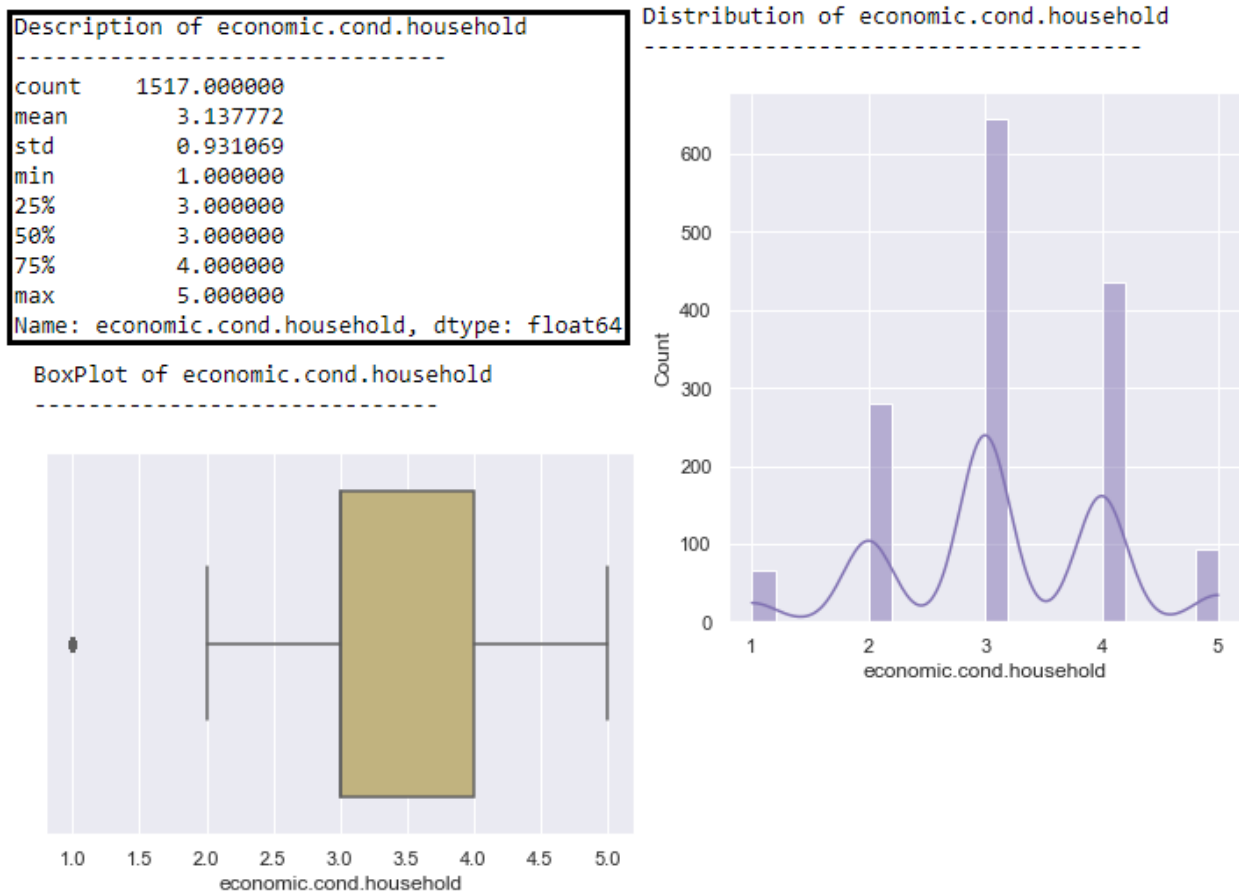 Description of economic.cond.household
--------------------------------
count    1517.000000
mean        3.137772
std         0.931069
min         1.000000
25%         3.000000
50%         3.000000
75%         4.000000
max         5.000000
Name: economic.cond.household, dtype: float64
Distribution of economic.cond.household
-------------------------------------
600
500
400
300
200
100
0
Count
1 2 3 4 5
economic.cond.household
BoxPlot of economic.cond.household
------------------------------
1.0 1.5 2.0 2.5 3.0 3.5 4.0 4.5 5.0
economic.cond.household